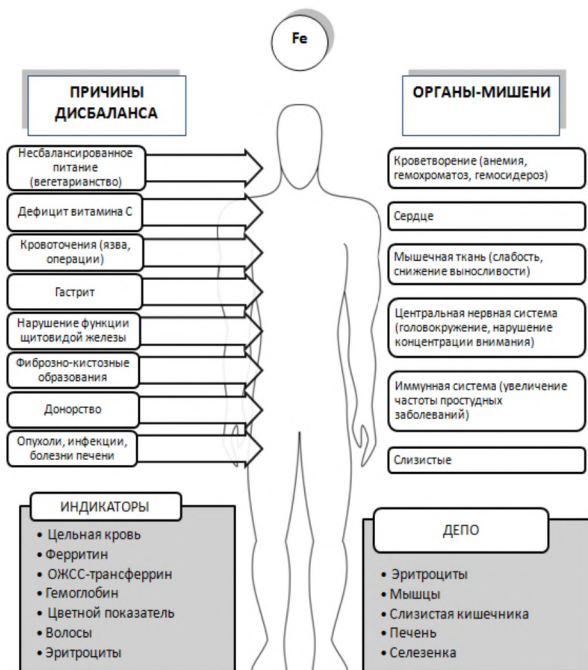 Fe
ПРИЧИНЫ
ДИСБАЛАНСА
Несбалансированное
питание
(вегетарианство)
Дефицит витамина С
Кровоточения (язва,
операции)
Гастрит
Нарушение функции
щитовидой железы
Фиброзно-кистозные
образования
Донорство
Опухоли, инфекции,
болезни печени
ОРГАНЫ-МИШЕНИ
Кроветворение (анемия,
гемохроматоз, гемосидероз)
Сердце
Мышечная ткань (слабость,
снижение выносливости)
Центральная нервная система
(головокружение, нарушение
концентрации внимания)
Иммунная система (увеличение
частоты простудных
заболеваний)
Слизистые
ИНДИКАТОРЫ
• Цельная кровь
• Ферритин
• ОЖСС-трансферрин
• Гемоглобин
• Цветной показатель
• Волосы
• Эритроциты
ДЕПО
• Эритроциты
• Мышцы
• Слизистая кишечника
• Печень
• Селезенка